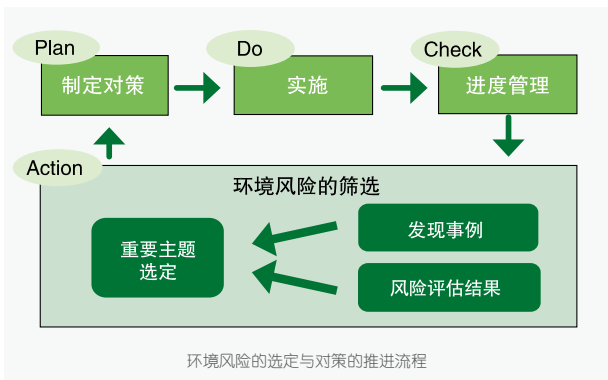 Plan
制定对策
Do
实施
Check
进度管理
Action
环境风险的筛选
重要主题
选定
发现事例
风险评估结果
环境风险的选定与对策的推进流程